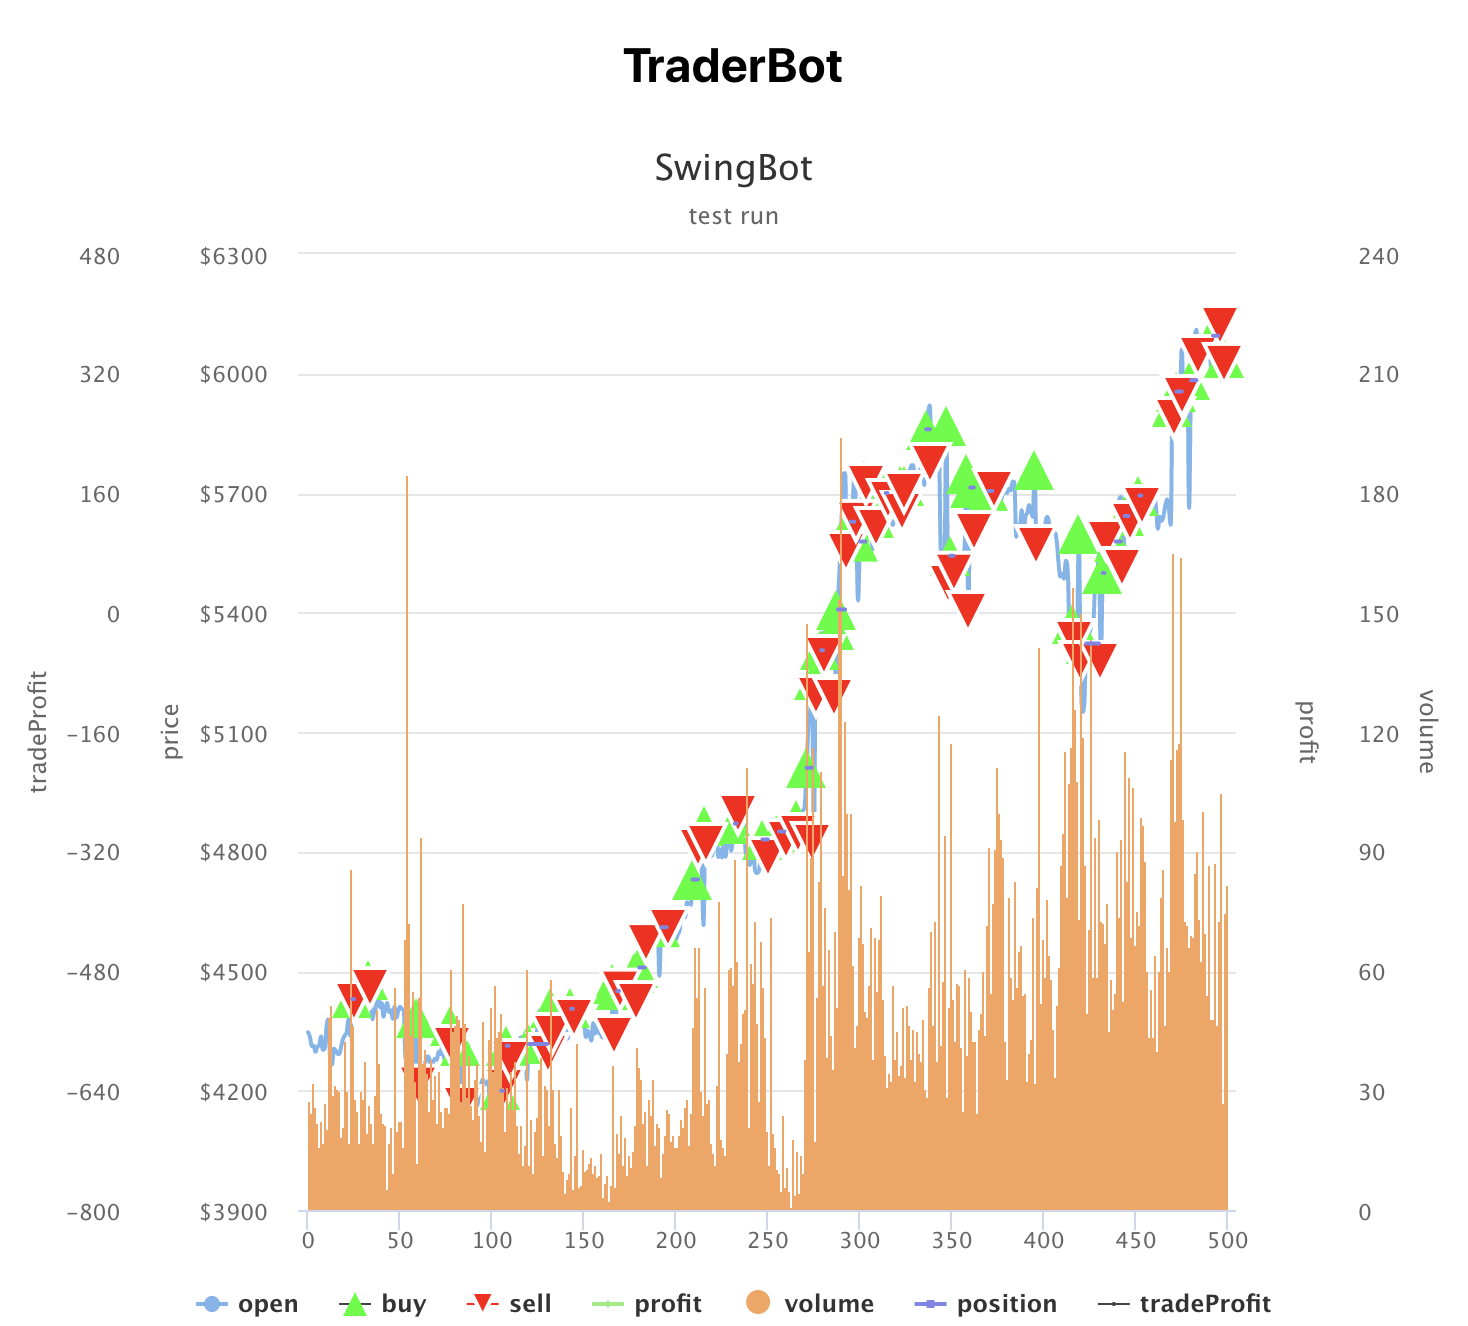 TraderBot
SwingBot
test run
480 $6300 240
320 $6000 210
160 $5700 180
0 $5400 150
–160 $5100 120
–320 $4800 90
–480 $4500 60
–640 $4200 30
–800 $3900 0
tradeProfit
price
profit
volume
0 50 100 150 200 250 300 350 400 450 500
open buy sell profit volume position tradeProfit